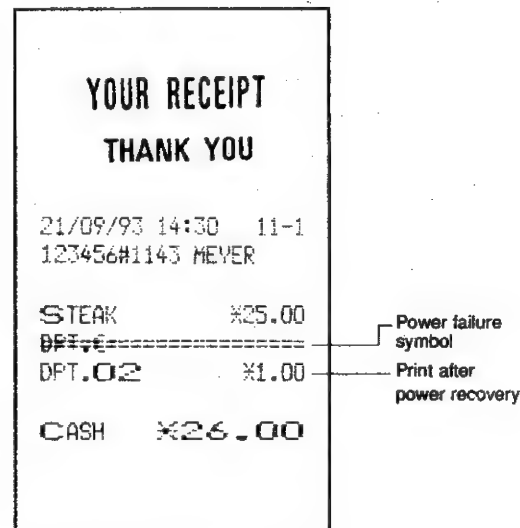 YOUR RECEIPT
THANK YOU
21/09/93 14:30 11-1
123456#1143 MEYER
STEAK ¥25.00
DPT.================== Power failure symbol
DPT.02 ¥1.00 Print after power recovery
CASH ¥26.00